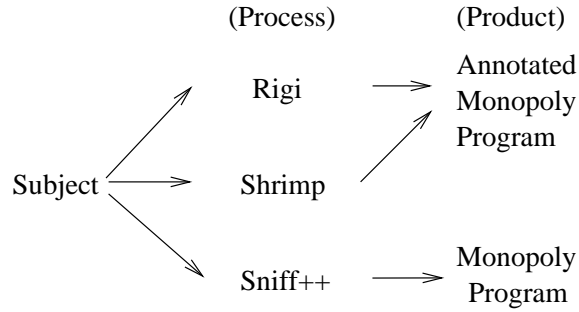 (Process)
(Product)
Rigi
Annotated
Monopoly
Program
Subject
Shrimp
Sniff++
Monopoly
Program